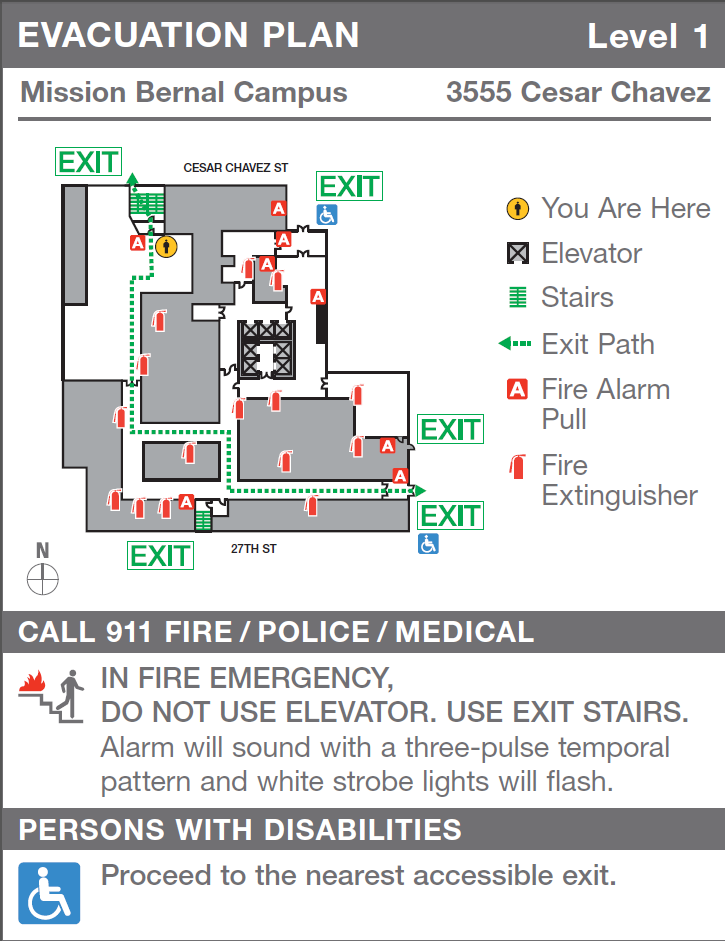 EVACUATION PLAN
Level 1
Mission Bernal Campus
3555 Cesar Chavez
EXIT
CESAR CHAVEZ ST
EXIT
A
A
A
A
A
A
A
A
EXIT
EXIT
EXIT
27TH ST
N
You Are Here
Elevator
Stairs
Exit Path
A
Fire Alarm
Pull
Fire
Extinguisher
CALL 911 FIRE / POLICE / MEDICAL
IN FIRE EMERGENCY,
DO NOT USE ELEVATOR. USE EXIT STAIRS.
Alarm will sound with a three-pulse temporal
pattern and white strobe lights will flash.
PERSONS WITH DISABILITIES
Proceed to the nearest accessible exit.